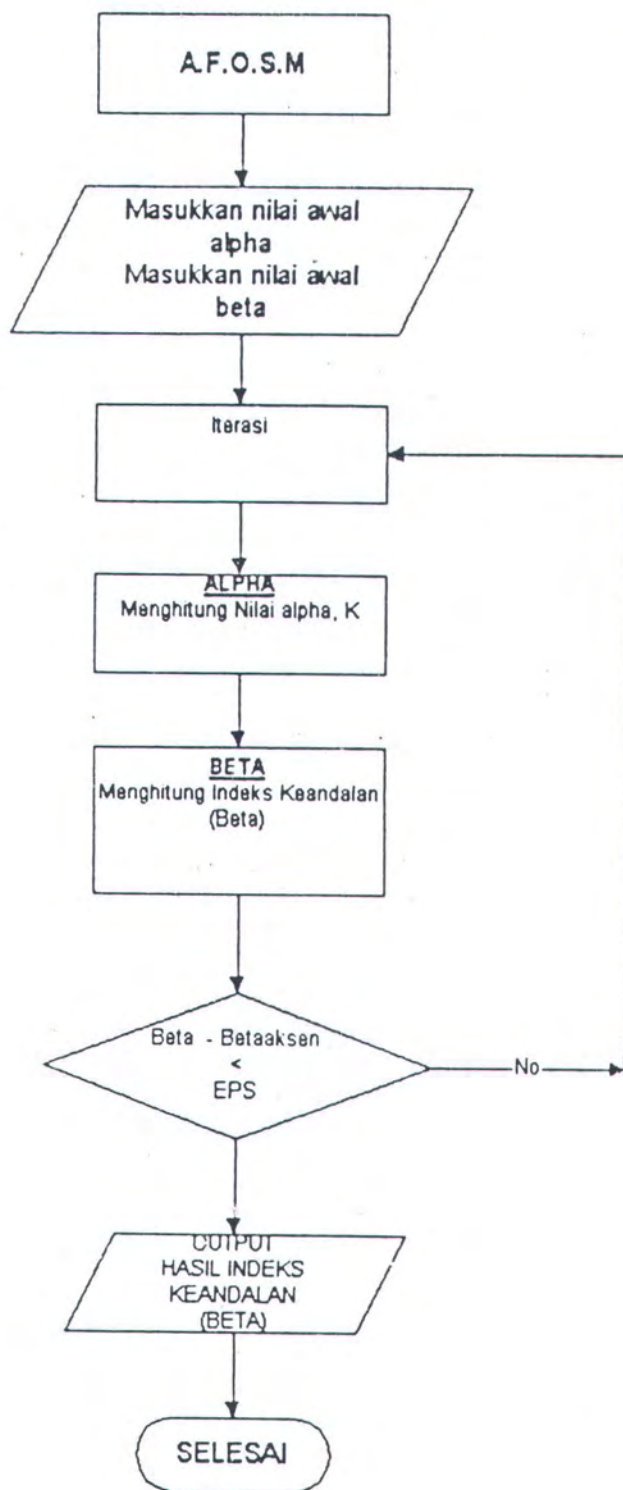 A.F.O.S.M
Masukkan nilai awal
alpha
Masukkan nilai awal
beta
Iterasi
ALPHA
Menghitung Nilai alpha, K
BETA
Menghitung Indeks Keandalan
(Beta)
Beta - Betaaksen
<
EPS
No
OUTPUT
HASIL INDEKS
KEANDALAN
(BETA)
SELESAI